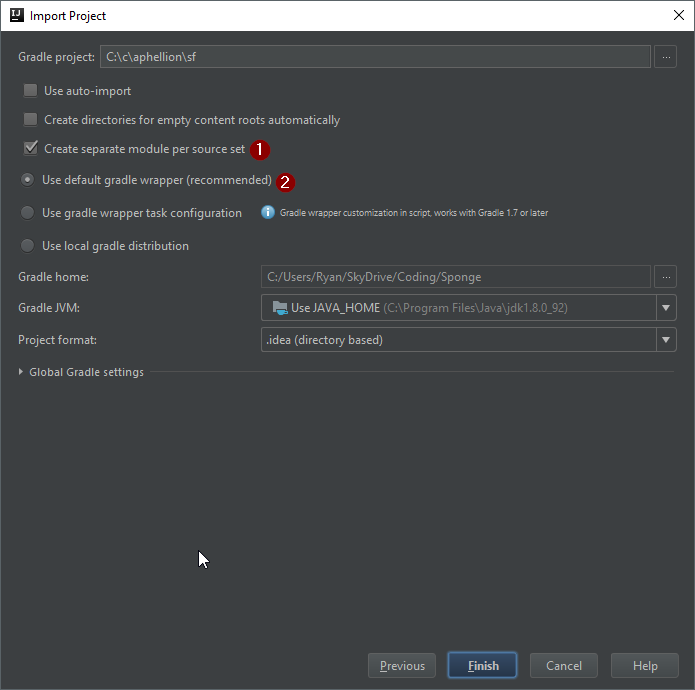 IJ Import Project
Gradle project: C:\c\aphellion\sf ...
Use auto-import
Create directories for empty content roots automatically
Create separate module per source set 1
Use default gradle wrapper (recommended) 2
Use gradle wrapper task configuration i Gradle wrapper customization in script, works with Gradle 1.7 or later
Use local gradle distribution
Gradle home: C:/Users/Ryan/SkyDrive/Coding/Sponge ...
Gradle JVM: Use JAVA_HOME (C:\Program Files\Java\jdk1.8.0_92)
Project format: .idea (directory based)
Global Gradle settings
Previous Finish Cancel Help